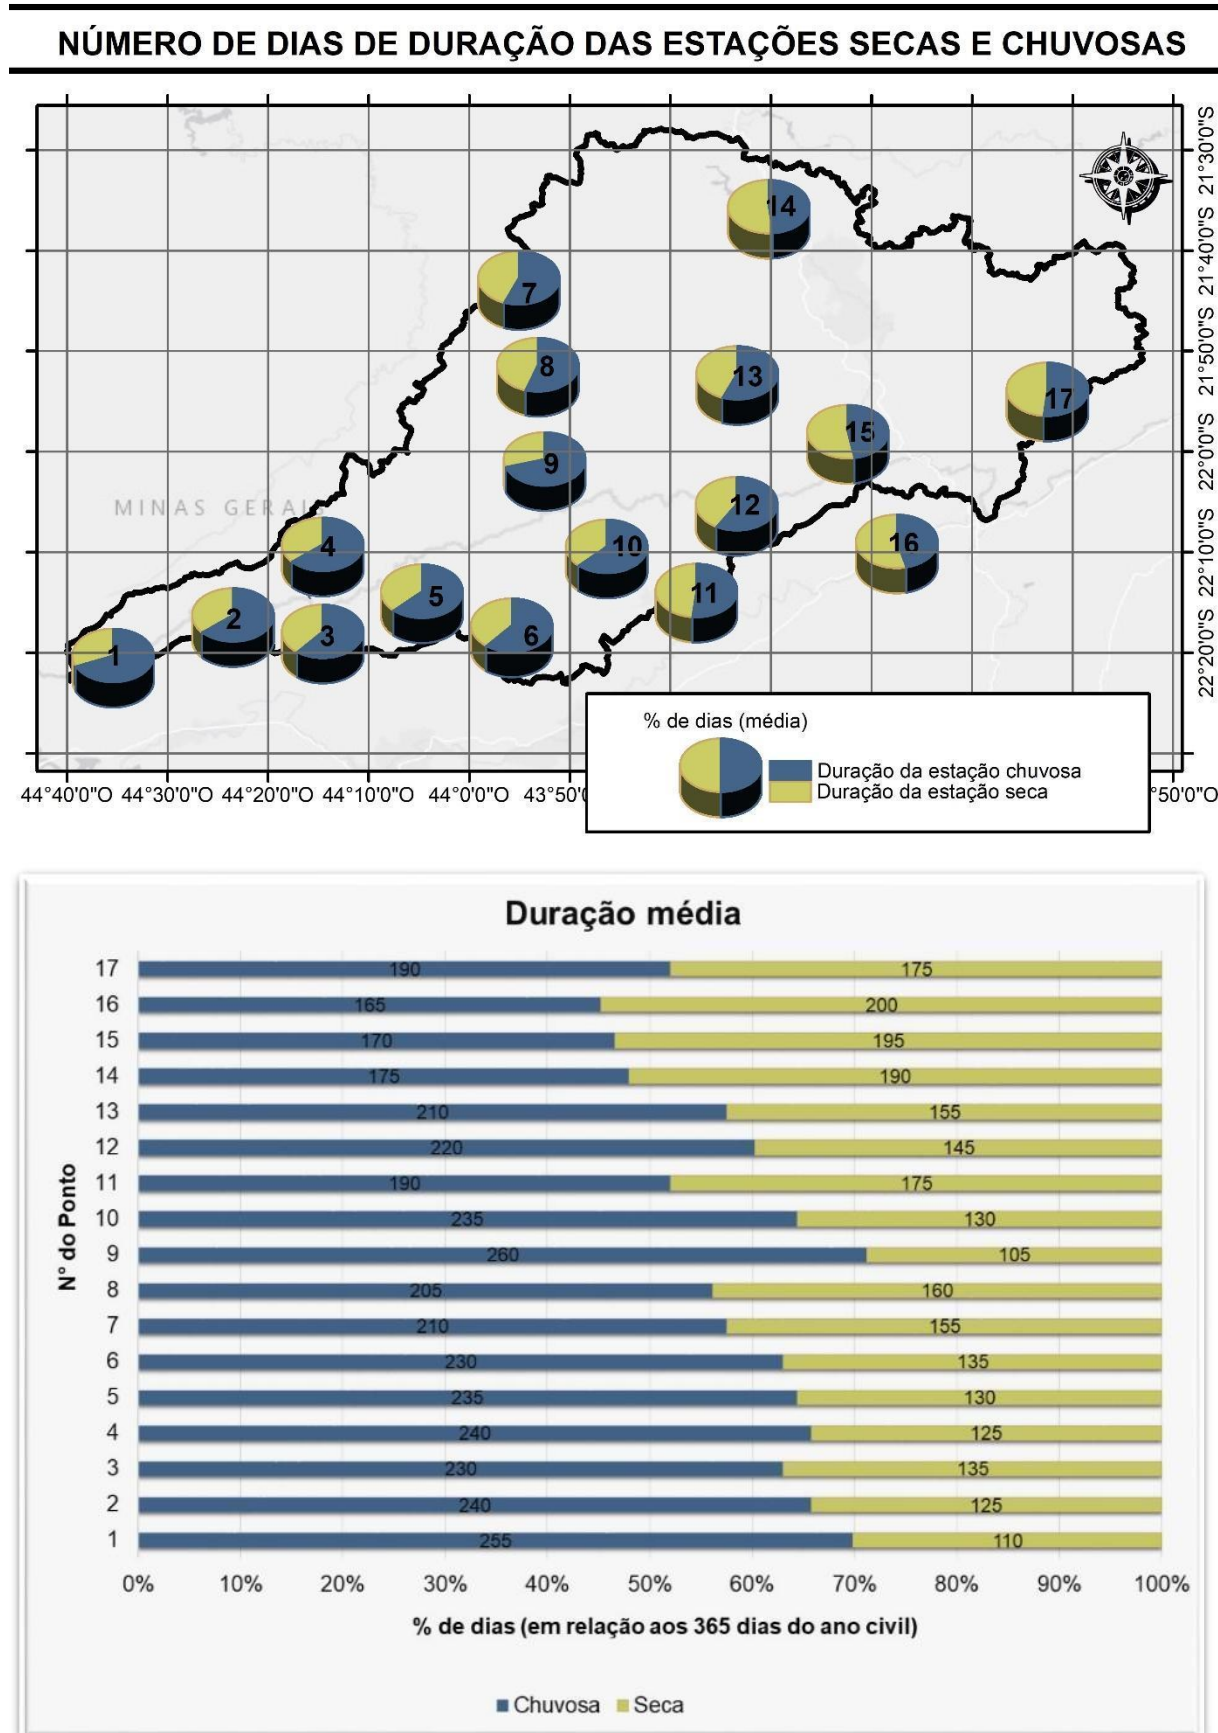 NÚMERO DE DIAS DE DURAÇÃO DAS ESTAÇÕES SECAS E CHUVOSAS
21°30'0"S
21°40'0"S
21°50'0"S
22°0'0"S
22°10'0"S
22°20'0"S
14
7
8
13
17
15
9
MINAS GERAIS
12
4
10
16
5
11
2
3
6
1
% de dias (média)
Duração da estação chuvosa
Duração da estação seca
44°40'0"O 44°30'0"O 44°20'0"O 44°10'0"O 44°0'0"O 43°50'0 °50'0"O
Duração média
17 190 175
16 165 200
15 170 195
14 175 190
13 210 155
12 220 145
11 190 175
10 235 130
9 260 105
8 205 160
7 210 155
6 230 135
5 235 130
4 240 125
3 230 135
2 240 125
1 255 110
N° do Ponto
0% 10% 20% 30% 40% 50% 60% 70% 80% 90% 100%
% de dias (em relação aos 365 dias do ano civil)
Chuvosa Seca